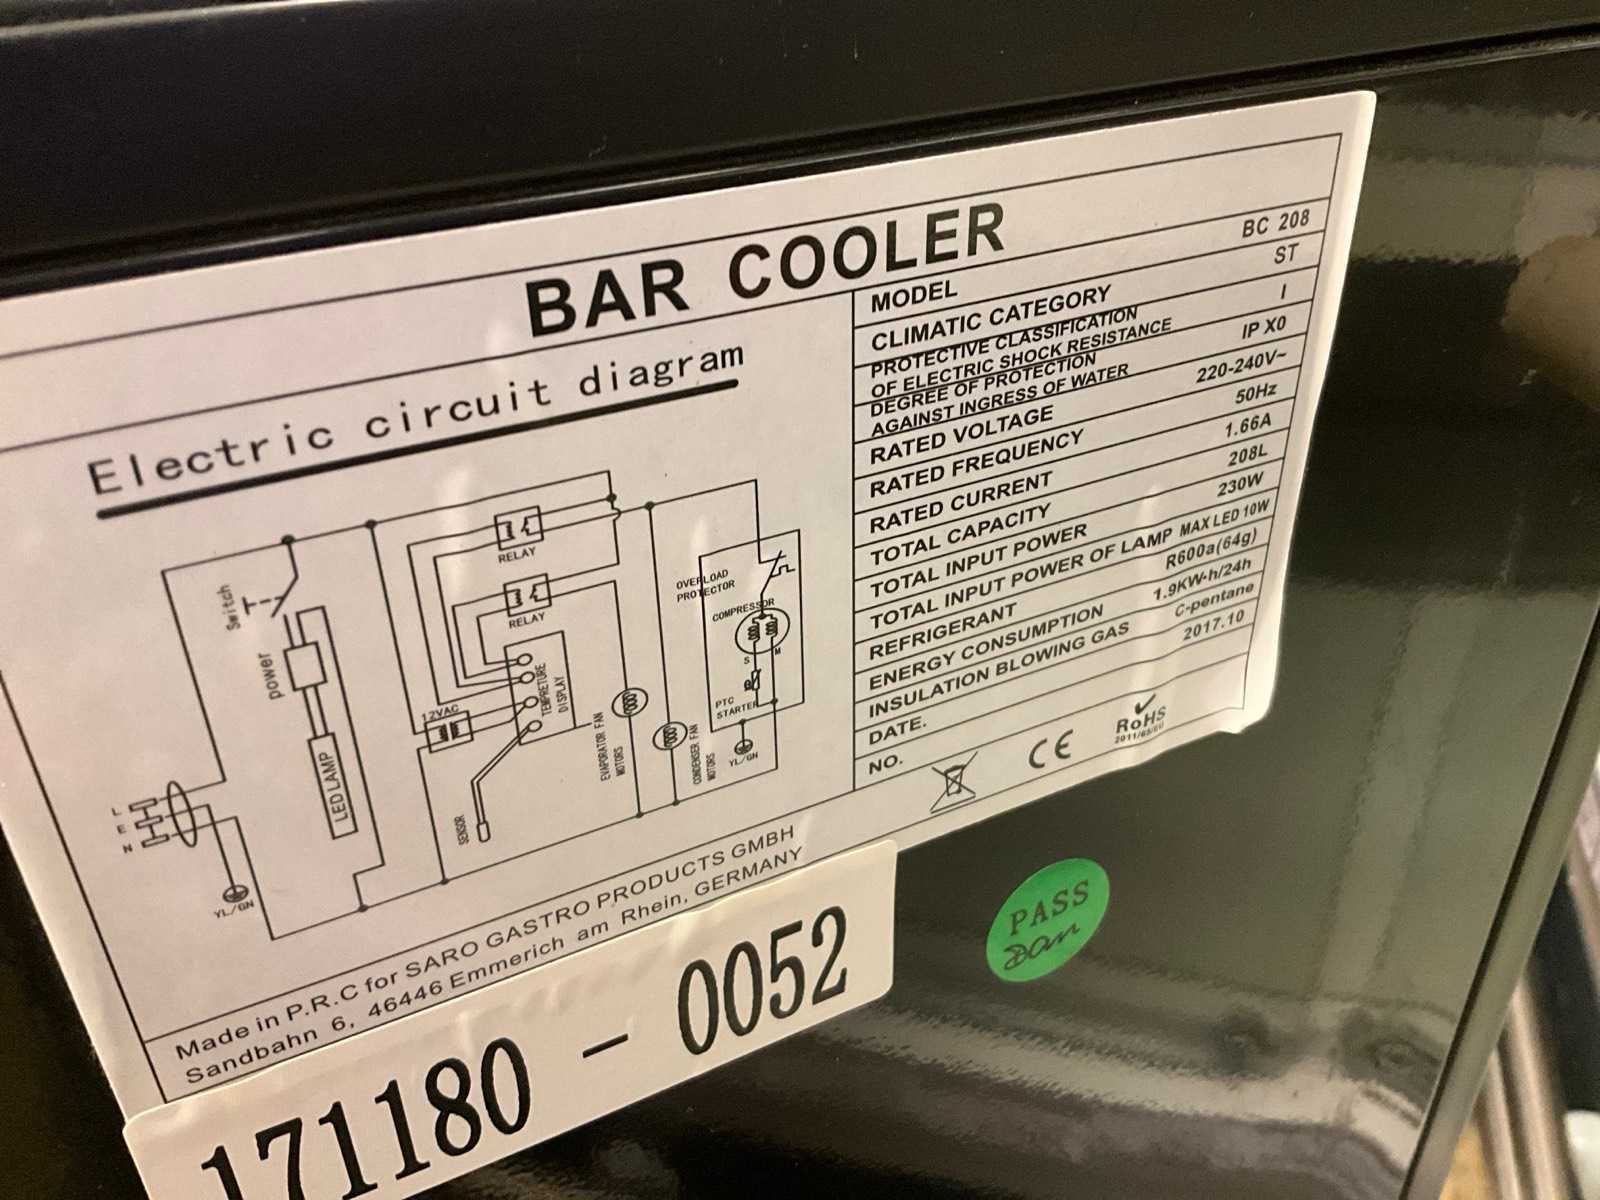 BAR COOLER
Electric circuit diagram
Switch
power
LED LAMP
L
E
N
YL/GN
RELAY
RELAY
12VAC
TEMPRETURE
DISPLAY
SENSOR
EVAPORATOR FAN
MOTORS
CONDENSER FAN
MOTORS
OVERLOAD
PROTECTOR
COMPRESSOR
S
M
PTC
STARTER
YL/GN
MODEL BC 208
CLIMATIC CATEGORY ST
PROTECTIVE CLASSIFICATION
OF ELECTRIC SHOCK RESISTANCE I
DEGREE OF PROTECTION
AGAINST INGRESS OF WATER IP X0
RATED VOLTAGE 220-240V~
RATED FREQUENCY 50Hz
RATED CURRENT 1.66A
TOTAL CAPACITY 208L
TOTAL INPUT POWER 230W
TOTAL INPUT POWER OF LAMP MAX LED 10W
REFRIGERANT R600a(64g)
ENERGY CONSUMPTION 1.9KW·h/24h
INSULATION BLOWING GAS C-pentane
DATE. 2017.10
NO.
CE
RoHS
2011/65/EU
Made in P.R.C for SARO GASTRO PRODUCTS GMBH
Sandbahn 6, 46446 Emmerich am Rhein, GERMANY
171180 - 0052
PASS